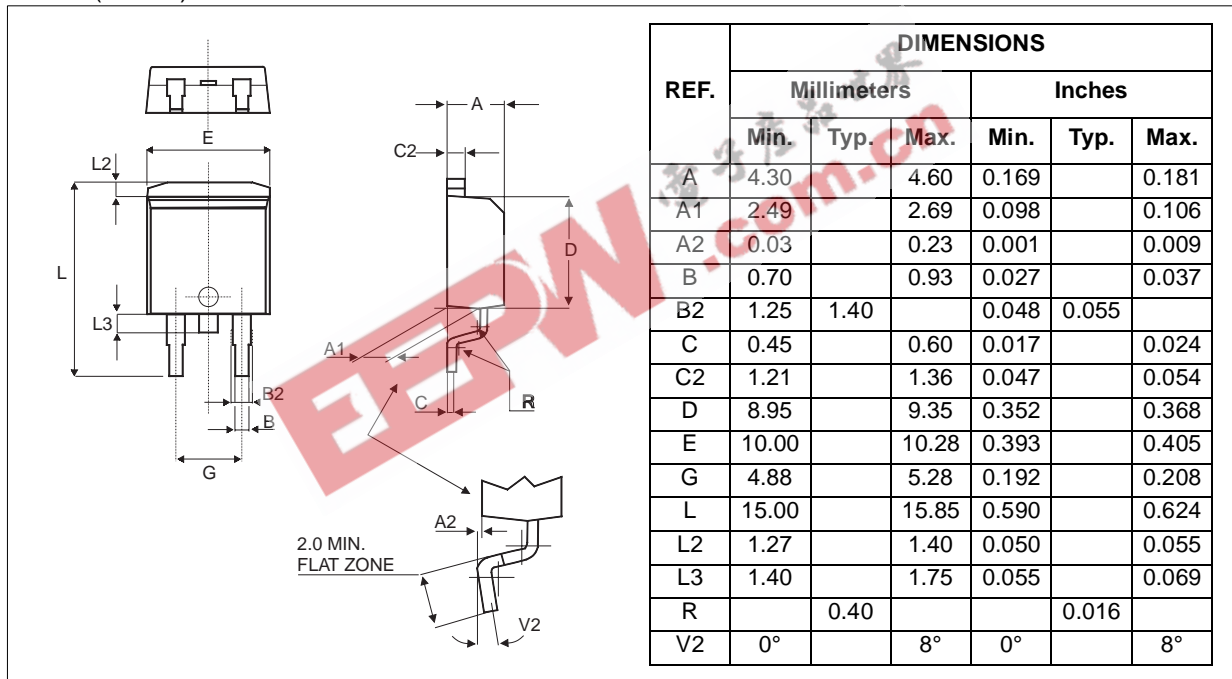 E
L2
L
L3
B2
B
G
A
C2
D
A1
C
R
A2
2.0 MIN.
FLAT ZONE
V2
REF. DIMENSIONS
Millimeters Inches
Min. Typ. Max. Min. Typ. Max.
A 4.30 4.60 0.169 0.181
A1 2.49 2.69 0.098 0.106
A2 0.03 0.23 0.001 0.009
B 0.70 0.93 0.027 0.037
B2 1.25 1.40 0.048 0.055
C 0.45 0.60 0.017 0.024
C2 1.21 1.36 0.047 0.054
D 8.95 9.35 0.352 0.368
E 10.00 10.28 0.393 0.405
G 4.88 5.28 0.192 0.208
L 15.00 15.85 0.590 0.624
L2 1.27 1.40 0.050 0.055
L3 1.40 1.75 0.055 0.069
R 0.40 0.016
V2 0° 8° 0° 8°
EEPW.com.cn
電子産品世界